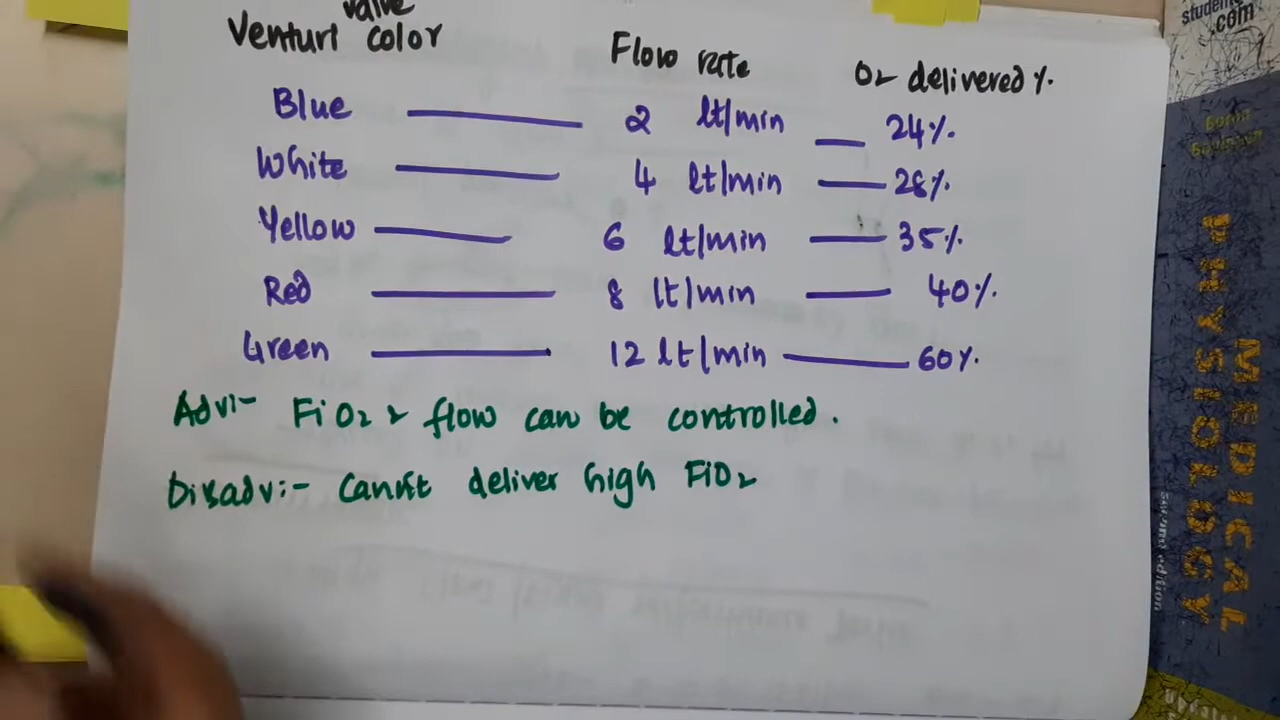 valve
Venturi color Flow rate O2 delivered %.
Blue 2 lt/min 24%.
White 4 lt/min 28%.
Yellow 6 lt/min 35%.
Red 8 lt/min 40%.
Green 12 lt/min 60%.
Adv:- FiO2 & flow can be controlled.
Disadv:- Cannot deliver high FiO2
.com
MEDICAL
PHYSIOLOGY
Second edition